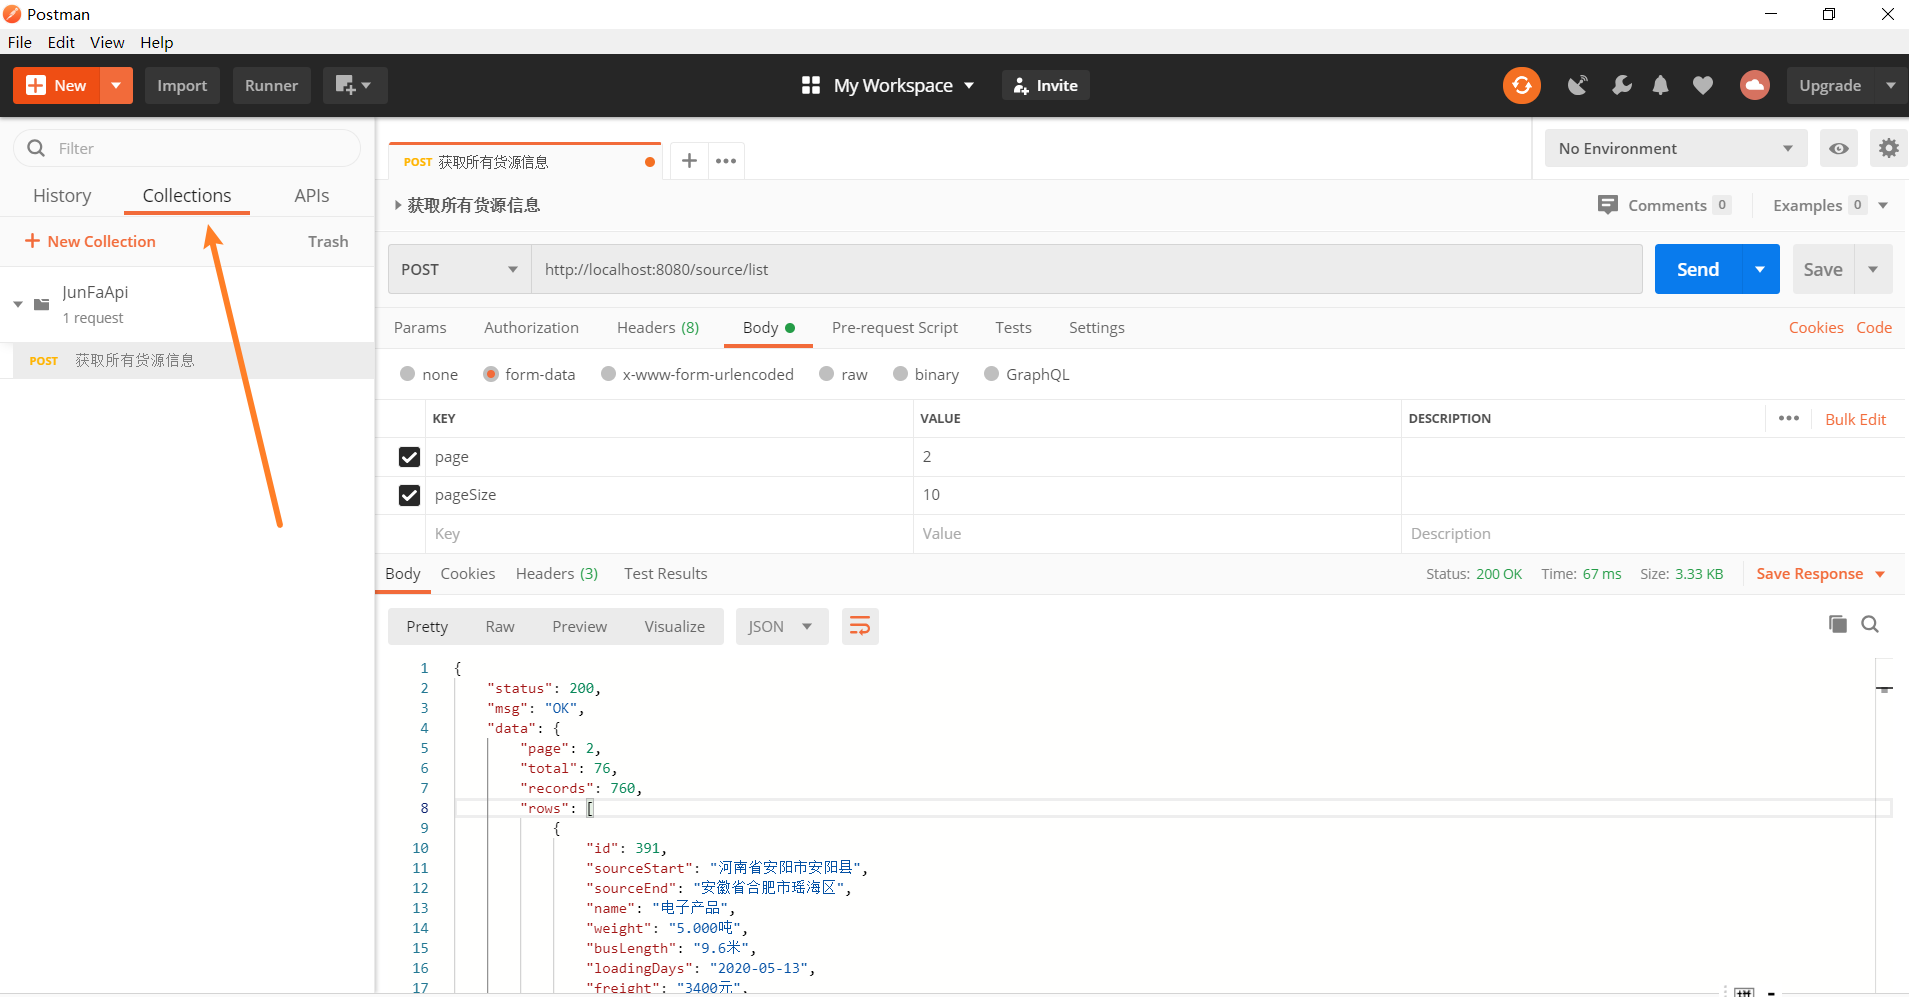 Postman
File Edit View Help
New Import Runner My Workspace Invite Upgrade
Filter
History Collections APIs
New Collection Trash
JunFaApi
1 request
POST 获取所有货源信息
POST 获取所有货源信息 No Environment
获取所有货源信息 Comments 0 Examples 0
POST http://localhost:8080/source/list Send Save
Params Authorization Headers (8) Body Pre-request Script Tests Settings Cookies Code
none form-data x-www-form-urlencoded raw binary GraphQL
KEY VALUE DESCRIPTION Bulk Edit
page 2
pageSize 10
Key Value Description
Body Cookies Headers (3) Test Results Status: 200 OK Time: 67 ms Size: 3.33 KB Save Response
Pretty Raw Preview Visualize JSON
1 {
2 "status": 200,
3 "msg": "OK",
4 "data": {
5 "page": 2,
6 "total": 76,
7 "records": 760,
8 "rows": [
9 {
10 "id": 391,
11 "sourceStart": "河南省安阳市安阳县",
12 "sourceEnd": "安徽省合肥市瑶海区",
13 "name": "电子产品",
14 "weight": "5.000吨",
15 "busLength": "9.6米",
16 "loadingDays": "2020-05-13",
17 "freight": "3400元",